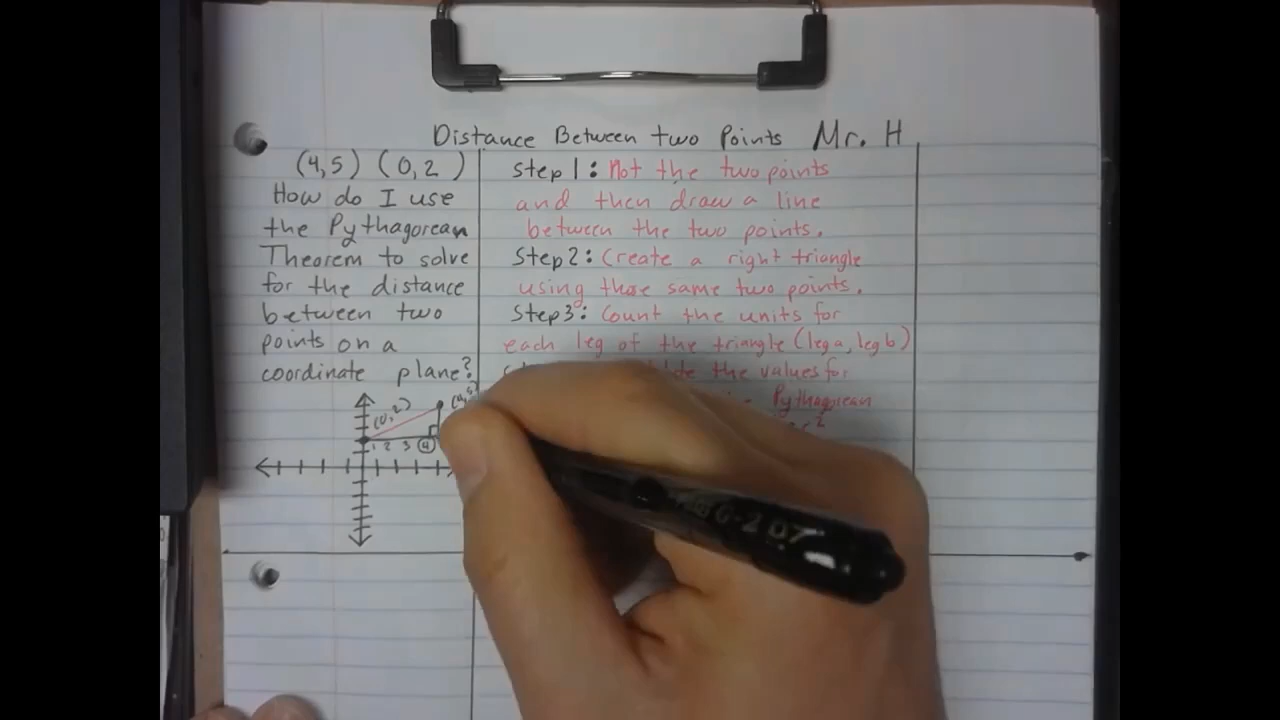 Distance Between two Points Mr. H
(4,5) (0,2)
How do I use
the Pythagorean
Theorem to solve
for the distance
between two
points on a
coordinate plane?
(0,2)
(4,5)
1 2 3 4
Step 1: Plot the two points
and then draw a line
between the two points.
Step 2: Create a right triangle
using those same two points.
Step 3: Count the units for
each leg of the triangle (leg a, leg b)
the values for
Pythagorean
G-2 07